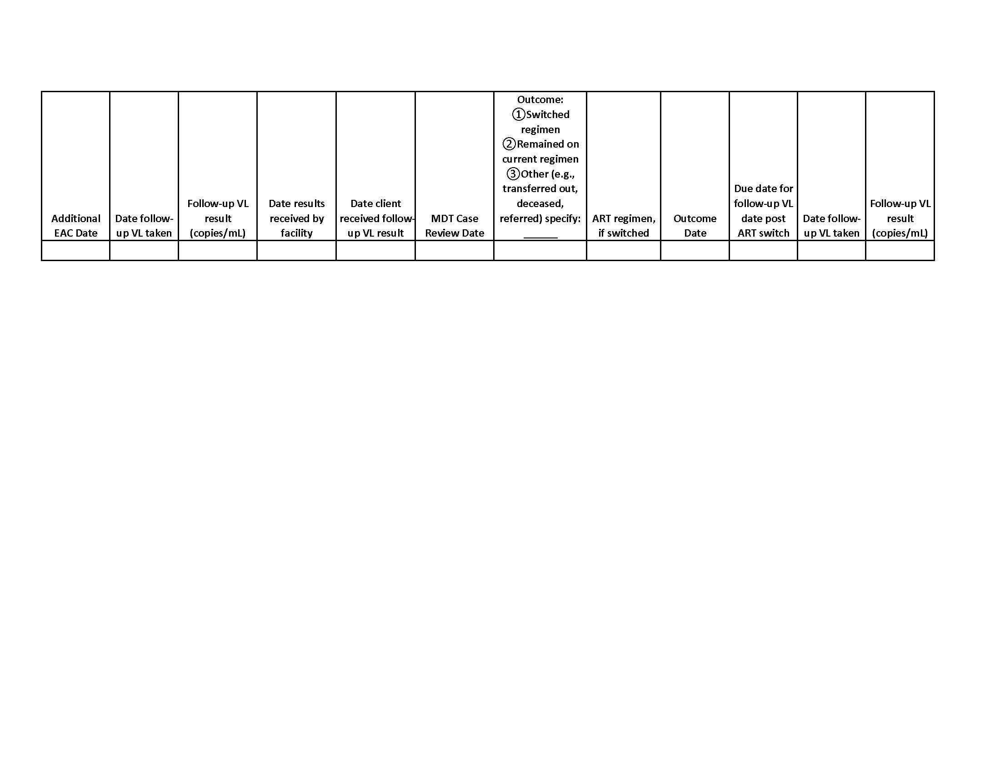 Additional
EAC Date
Date follow-
up VL taken
Follow-up VL
result
(copies/mL)
Date results
received by
facility
Date client
received follow-
up VL result
MDT Case
Review Date
Outcome:
①Switched
regimen
②Remained on
current regimen
③Other (e.g.,
transferred out,
deceased,
referred) specify:
______
ART regimen,
if switched
Outcome
Date
Due date for
follow-up VL
date post
ART switch
Date follow-
up VL taken
Follow-up VL
result
(copies/mL)